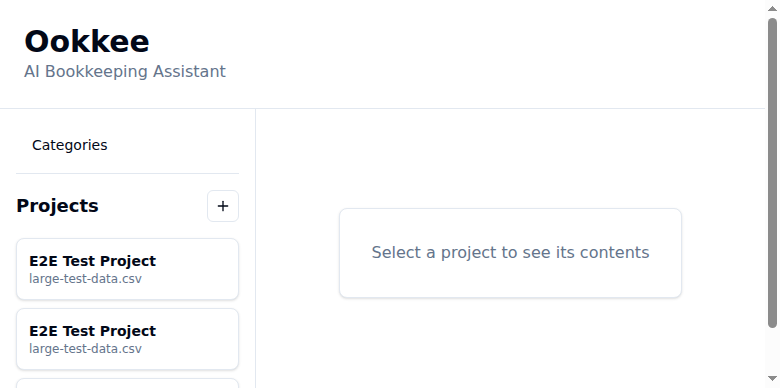 Ookkee
AI Bookkeeping Assistant
Categories
Projects
+
E2E Test Project
large-test-data.csv
E2E Test Project
large-test-data.csv
Select a project to see its contents